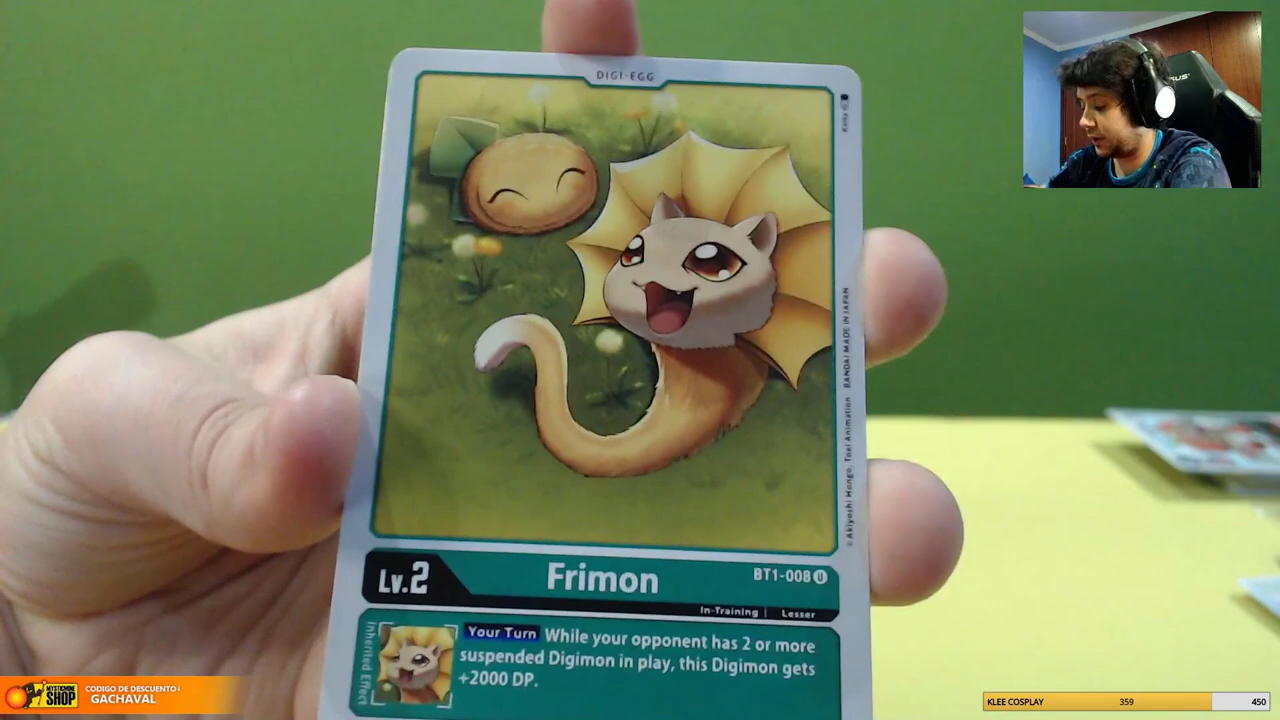 DIGI-EGG
©Akiyoshi Hongo, Toei Animation BANDAI MADE IN JAPAN
Lv.2
Frimon
BT1-008 U
In-Training | Lesser
Inherited Effect
Your Turn While your opponent has 2 or more
suspended Digimon in play, this Digimon gets
+2000 DP.
MYSTICMINE
SHOP
CODIGO DE DESCUENTO:
GACHAVAL
KLEE COSPLAY 359 450